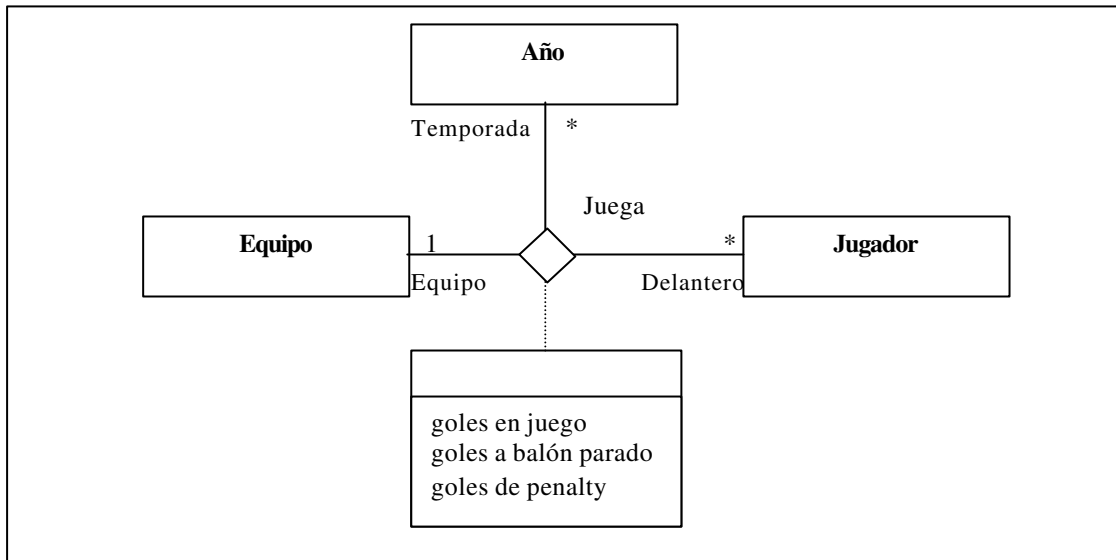 Año
Temporada *
Juega
Equipo 1 * Jugador
Equipo Delantero
goles en juego
goles a balón parado
goles de penalty